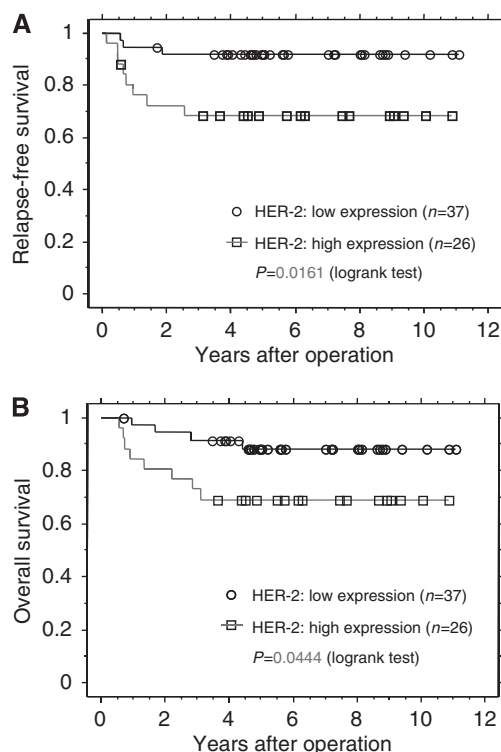 A
1
0.8
0.6
0.4
0.2
0
Relapse-free survival
HER-2: low expression (n=37)
HER-2: high expression (n=26)
P=0.0161 (logrank test)
0 2 4 6 8 10 12
Years after operation
B
1
0.8
0.6
0.4
0.2
0
Overall survival
HER-2: low expression (n=37)
HER-2: high expression (n=26)
P=0.0444 (logrank test)
0 2 4 6 8 10 12
Years after operation